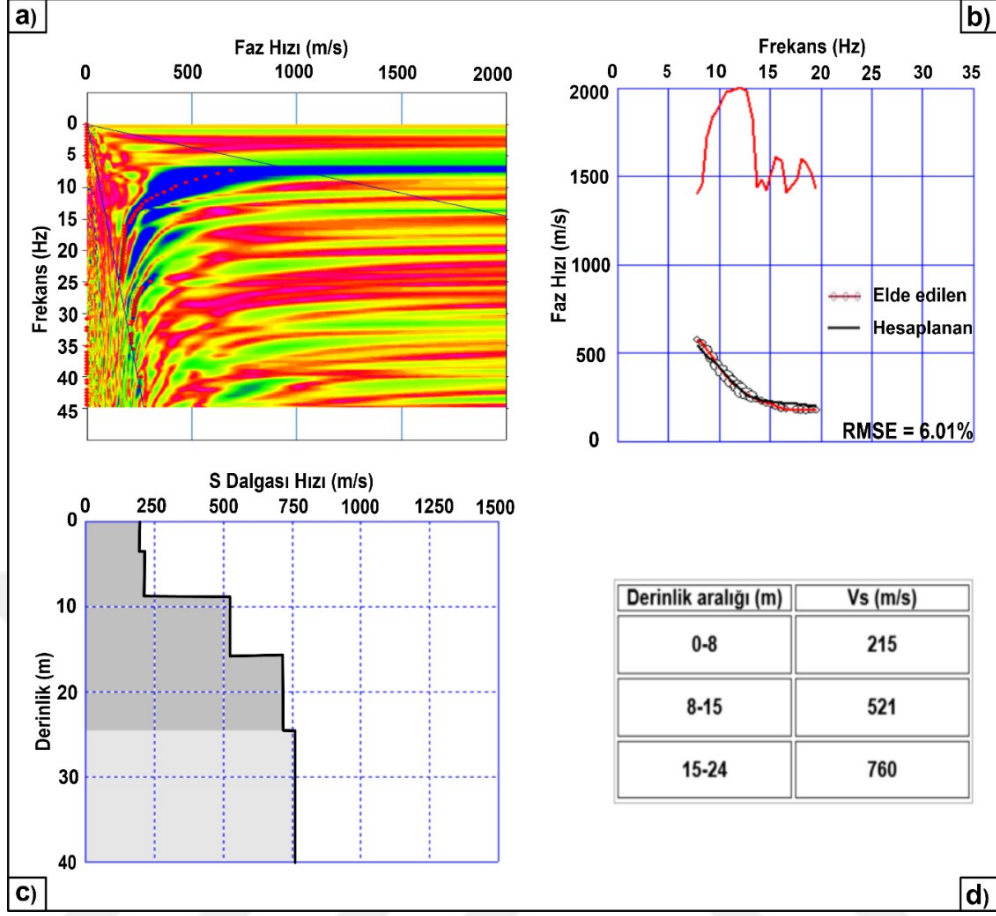 a)
b)
Faz Hızı (m/s)
0 500 1000 1500 2000
Frekans (Hz)
0
5
10
15
20
25
30
35
40
45
Frekans (Hz)
0 5 10 15 20 25 30 35
Faz Hızı (m/s)
2000
1500
1000
500
0
Elde edilen
Hesaplanan
RMSE = 6.01%
S Dalgası Hızı (m/s)
0 250 500 750 1000 1250 1500
Derinlik (m)
0
10
20
30
40
Derinlik aralığı (m) Vs (m/s)
0-8 215
8-15 521
15-24 760
c)
d)